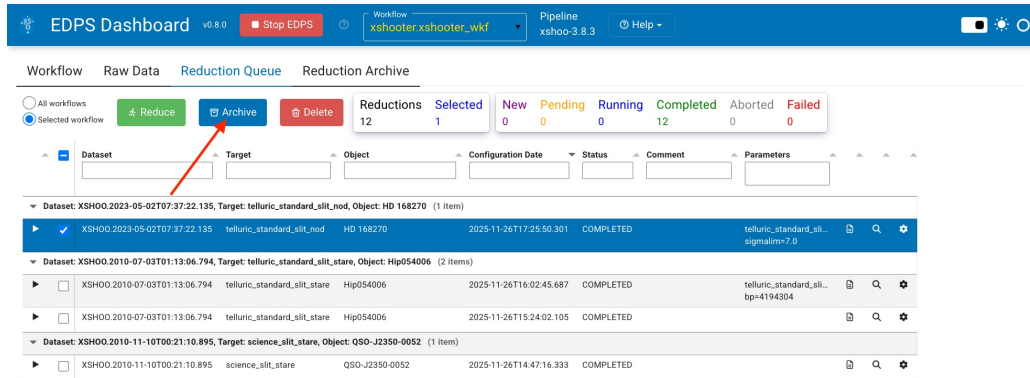 EDPS Dashboard v0.8.0 Stop EDPS Workflow xshooter.xshooter_wkf Pipeline xshoo-3.8.3 Help
Workflow Raw Data Reduction Queue Reduction Archive
All workflows
Selected workflow
Reduce Archive Delete
Reductions Selected New Pending Running Completed Aborted Failed
12 1 0 0 0 12 0 0
Dataset Target Object Configuration Date Status Comment Parameters
Dataset: XSHOO.2023-05-02T07:37:22.135, Target: telluric_standard_slit_nod, Object: HD 168270 (1 item)
XSHOO.2023-05-02T07:37:22.135 telluric_standard_slit_nod HD 168270 2025-11-26T17:25:50.301 COMPLETED telluric_standard_sli...
sigmalim=7.0
Dataset: XSHOO.2010-07-03T01:13:06.794, Target: telluric_standard_slit_stare, Object: Hip054006 (2 items)
XSHOO.2010-07-03T01:13:06.794 telluric_standard_slit_stare Hip054006 2025-11-26T16:02:45.687 COMPLETED telluric_standard_sli...
bp=4194304
XSHOO.2010-07-03T01:13:06.794 telluric_standard_slit_stare Hip054006 2025-11-26T15:24:02.105 COMPLETED
Dataset: XSHOO.2010-11-10T00:21:10.895, Target: science_slit_stare, Object: QSO-J2350-0052 (1 item)
XSHOO.2010-11-10T00:21:10.895 science_slit_stare QSO-J2350-0052 2025-11-26T14:47:16.333 COMPLETED